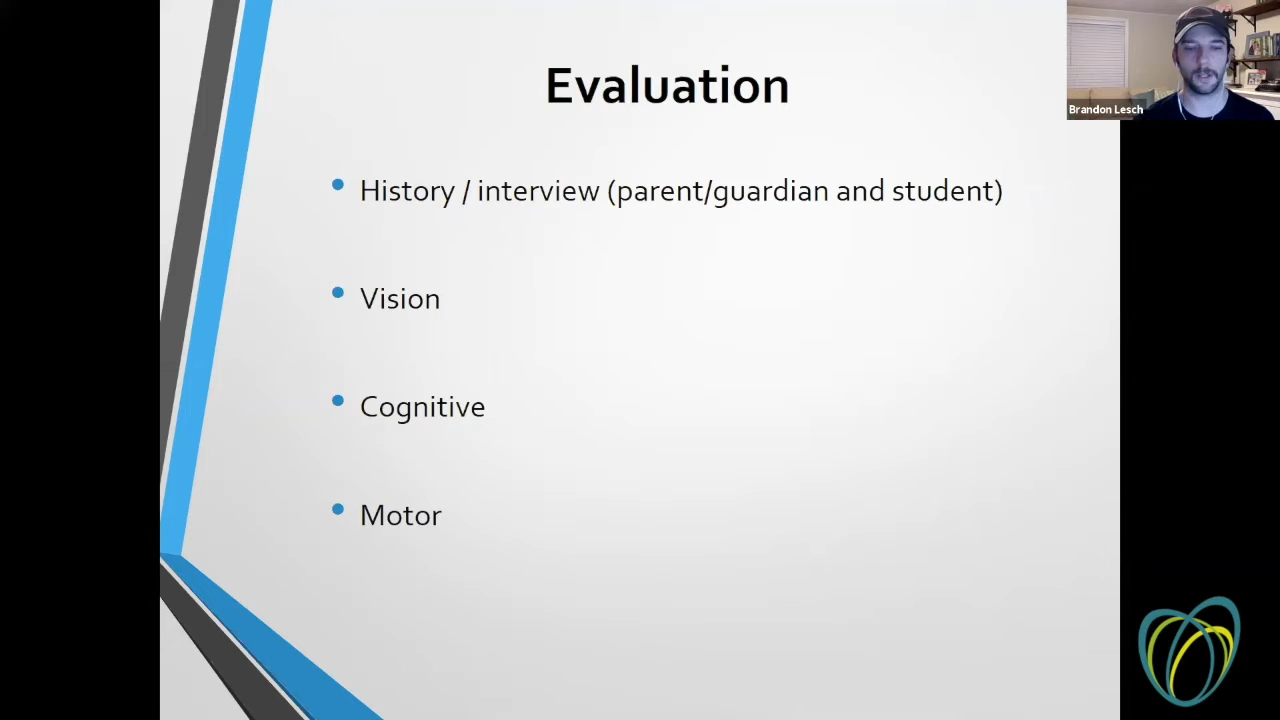 Evaluation
Brandon Lesch
History / interview (parent/guardian and student)
Vision
Cognitive
Motor